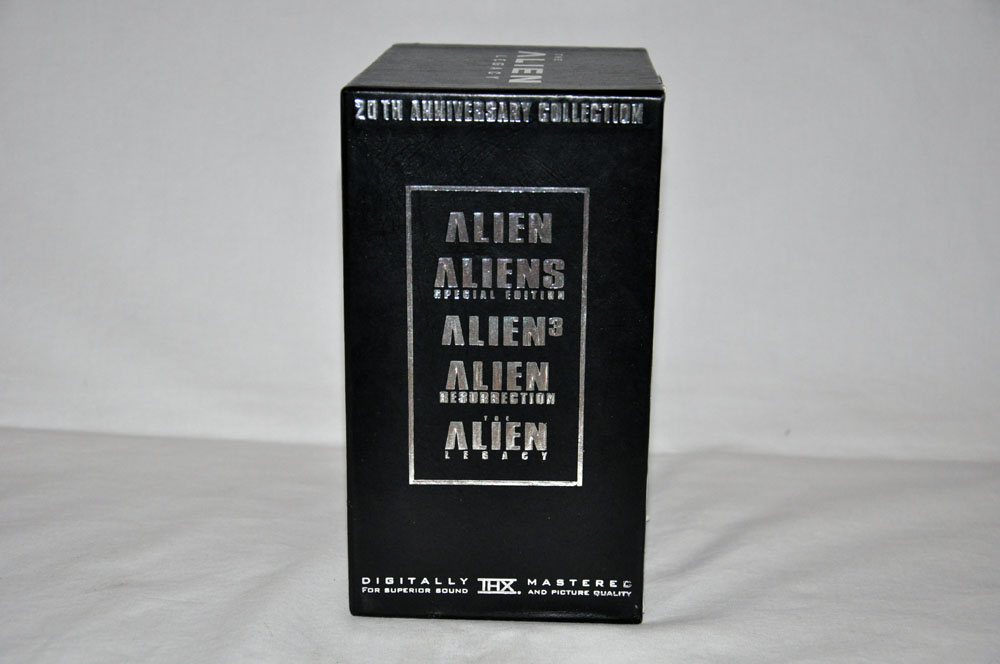 THE
ALIEN
LEGACY
20TH ANNIVERSARY COLLECTION
ALIEN
ALIENS
SPECIAL EDITION
ALIEN³
ALIEN
RESURRECTION
THE
ALIEN
LEGACY
DIGITALLY THX MASTERED
FOR SUPERIOR SOUND AND PICTURE QUALITY